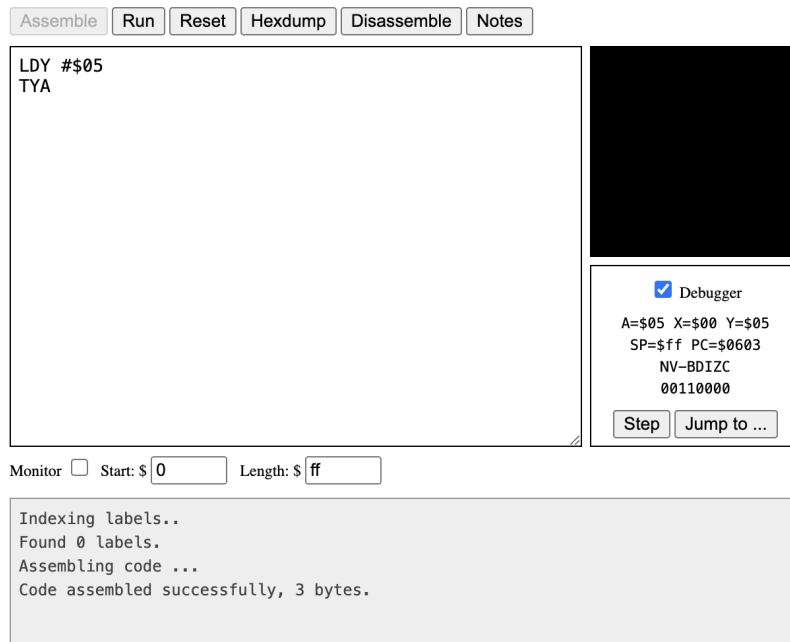 Assemble Run Reset Hexdump Disassemble Notes
LDY #$05
TYA
Debugger
A=$05 X=$00 Y=$05
SP=$ff PC=$0603
NV-BDIZC
00110000
Step Jump to ...
Monitor Start: $ 0 Length: $ ff
Indexing labels..
Found 0 labels.
Assembling code ...
Code assembled successfully, 3 bytes.